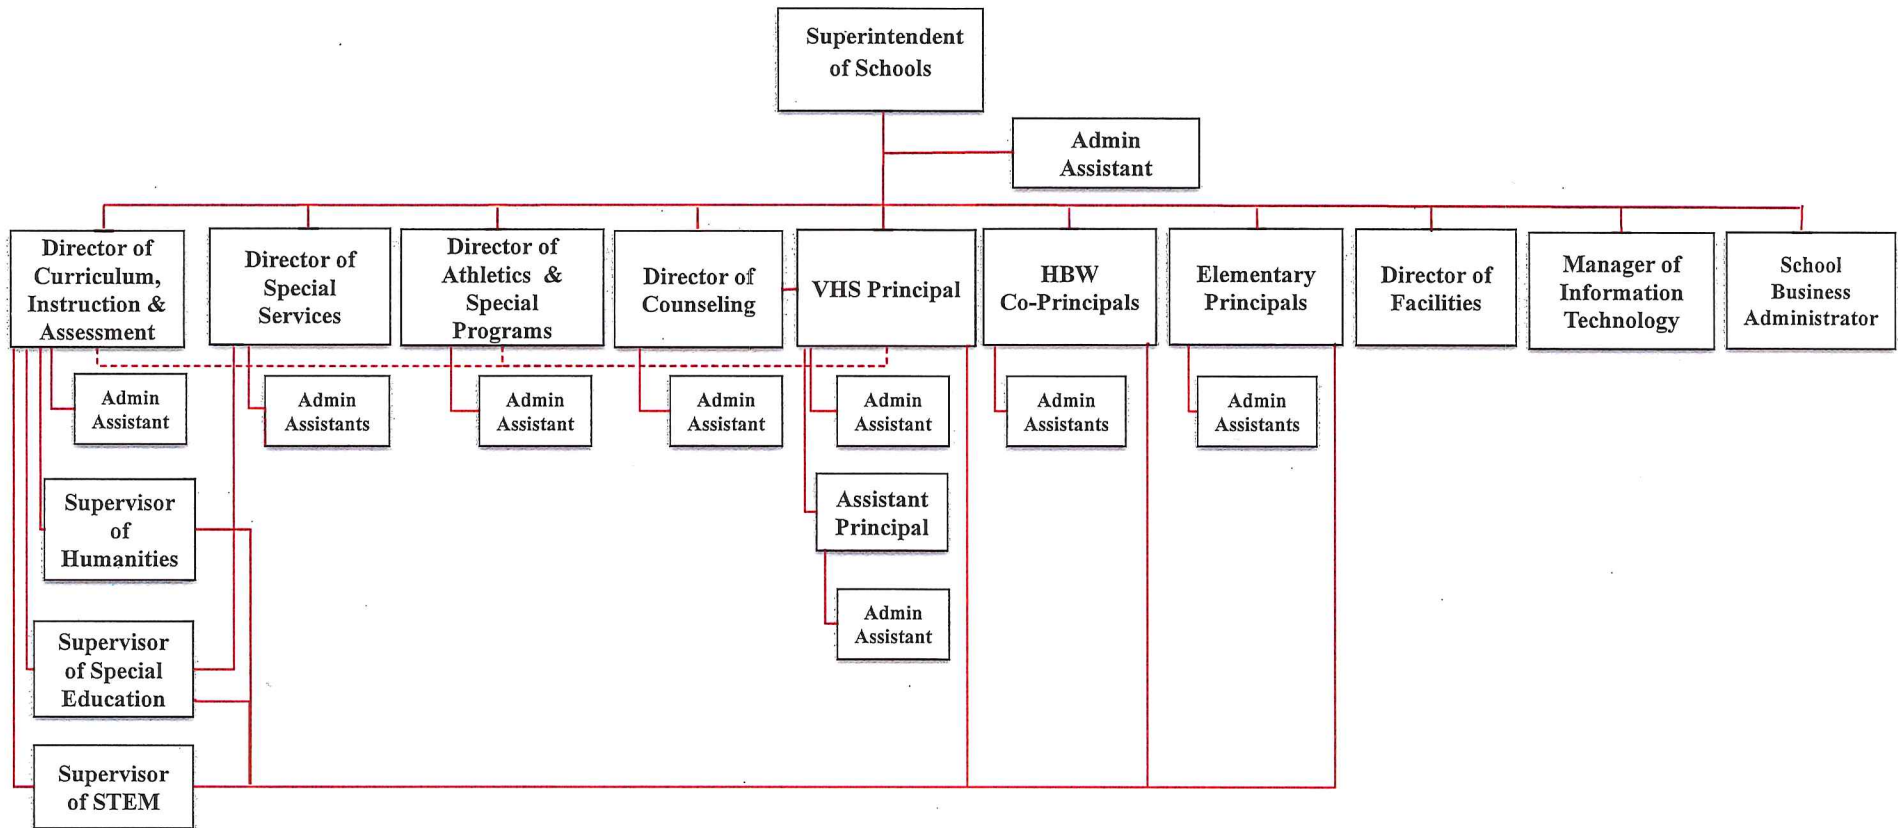 Superintendent
of Schools
Admin
Assistant
Director of
Curriculum,
Instruction &
Assessment
Director of
Special
Services
Director of
Athletics &
Special
Programs
Director of
Counseling
VHS Principal
HBW
Co-Principals
Elementary
Principals
Director of
Facilities
Manager of
Information
Technology
School
Business
Administrator
Admin
Assistant
Admin
Assistants
Admin
Assistant
Admin
Assistant
Admin
Assistant
Admin
Assistants
Admin
Assistants
Supervisor
of
Humanities
Assistant
Principal
Admin
Assistant
Supervisor
of Special
Education
Supervisor
of STEM